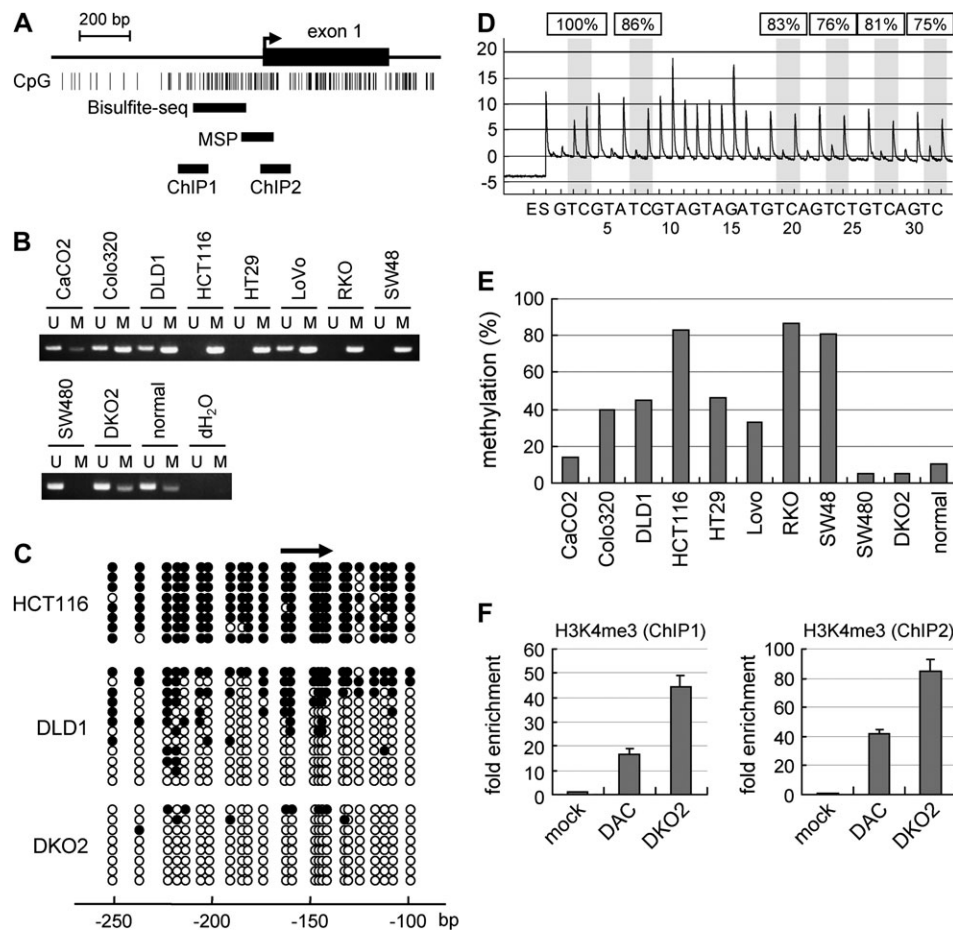 A
200 bp
exon 1
CpG
Bisulfite-seq
MSP
ChIP1
ChIP2
B
CaCO2 Colo320 DLD1 HCT116 HT29 LoVo RKO SW48
U M U M U M U M U M U M U M U M
SW480 DKO2 normal dH₂O
U M U M U M U M
C
HCT116
DLD1
DKO2
-250 -200 -150 -100 bp
D
100% 86% 83% 76% 81% 75%
20
15
10
5
0
-5
E S G T C G T A T C G T A G T A G A T G T C A G T C T G T C A G T C
5 10 15 20 25 30
E
methylation (%)
100
80
60
40
20
0
CaCO2 Colo320 DLD1 HCT116 HT29 Lovo RKO SW48 SW480 DKO2 normal
F
H3K4me3 (ChIP1)
fold enrichment
60
50
40
30
20
10
0
mock DAC DKO2
H3K4me3 (ChIP2)
fold enrichment
100
80
60
40
20
0
mock DAC DKO2